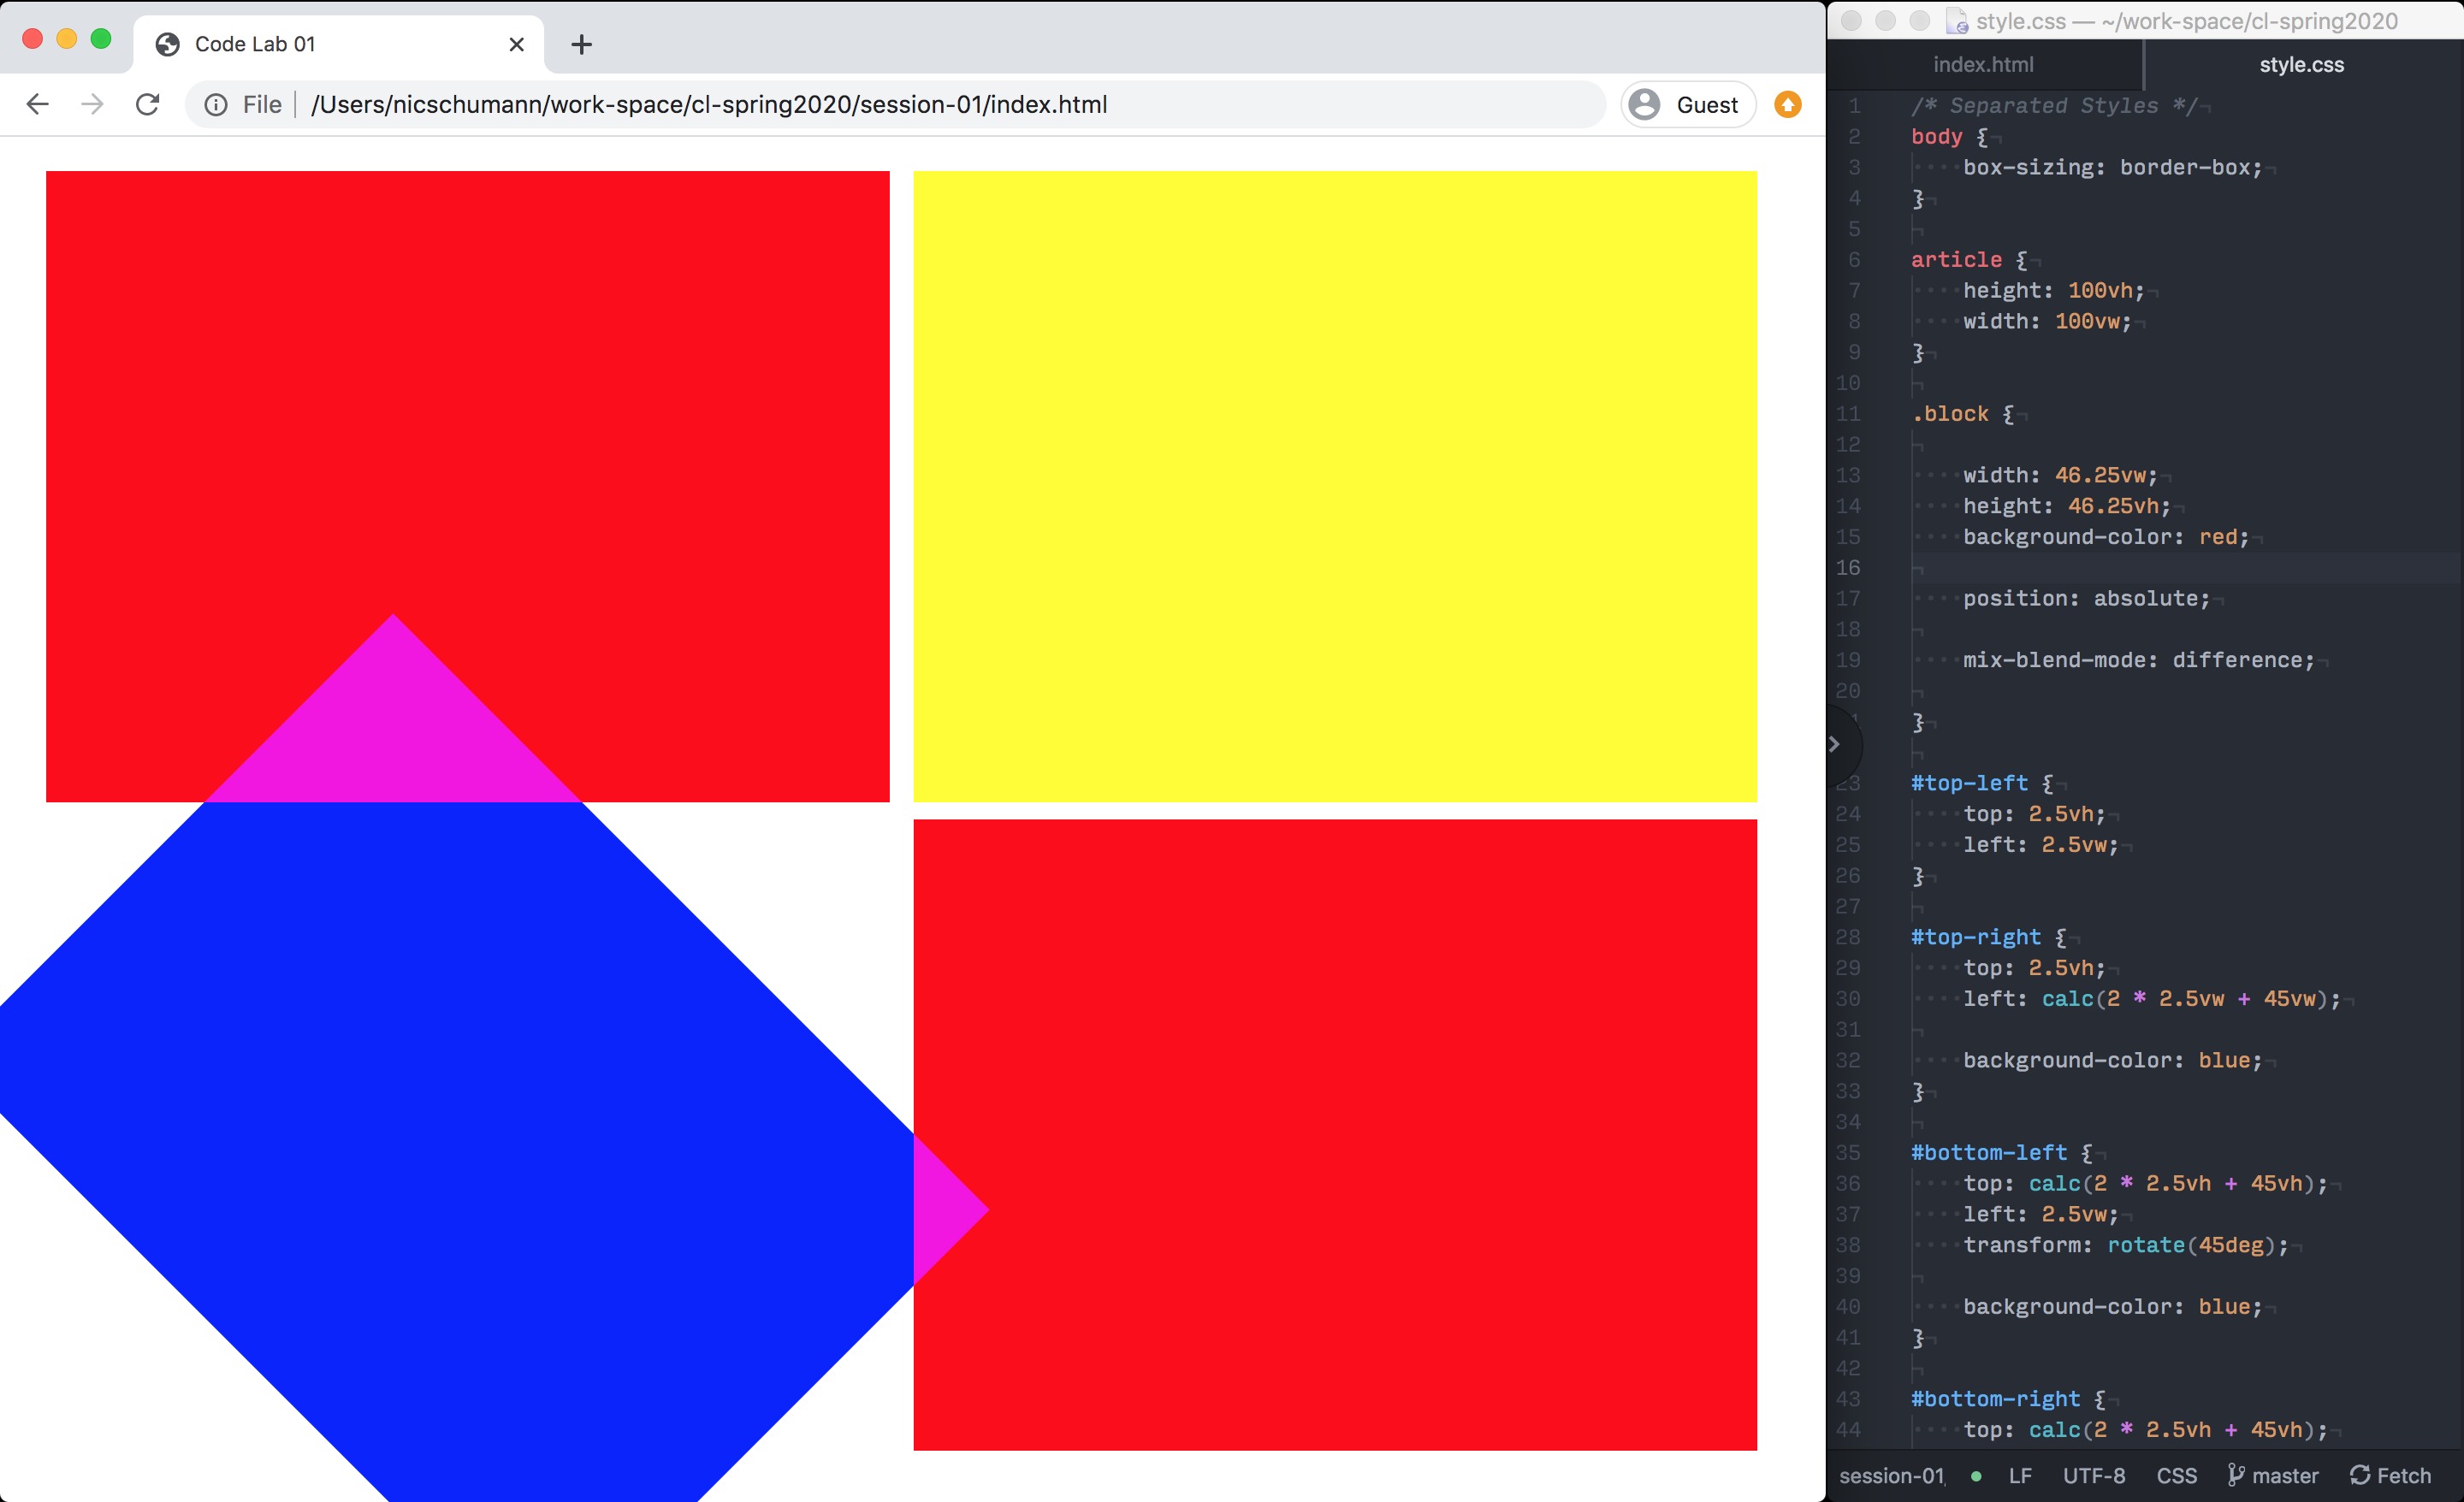 Code Lab 01
File /Users/nicschumann/work-space/cl-spring2020/session-01/index.html Guest
style.css — ~/work-space/cl-spring2020
index.html style.css
1 /* Separated Styles */
2 body {
3 box-sizing: border-box;
4 }
5
6 article {
7 height: 100vh;
8 width: 100vw;
9 }
10
11 .block {
12
13 width: 46.25vw;
14 height: 46.25vh;
15 background-color: red;
16
17 position: absolute;
18
19 mix-blend-mode: difference;
20
}
23 #top-left {
24 top: 2.5vh;
25 left: 2.5vw;
26 }
27
28 #top-right {
29 top: 2.5vh;
30 left: calc(2 * 2.5vw + 45vw);
31
32 background-color: blue;
33 }
34
35 #bottom-left {
36 top: calc(2 * 2.5vh + 45vh);
37 left: 2.5vw;
38 transform: rotate(45deg);
39
40 background-color: blue;
41 }
42
43 #bottom-right {
44 top: calc(2 * 2.5vh + 45vh);
session-01 LF UTF-8 CSS master Fetch